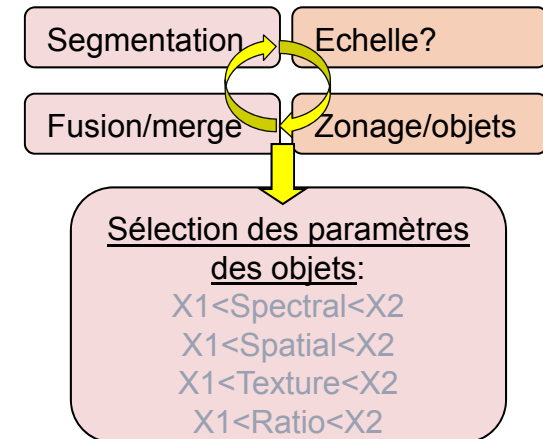 Segmentation
Echelle?
Fusion/merge
Zonage/objets
Sélection des paramètres
des objets:
X1<Spectral<X2
X1<Spatial<X2
X1<Texture<X2
X1<Ratio<X2